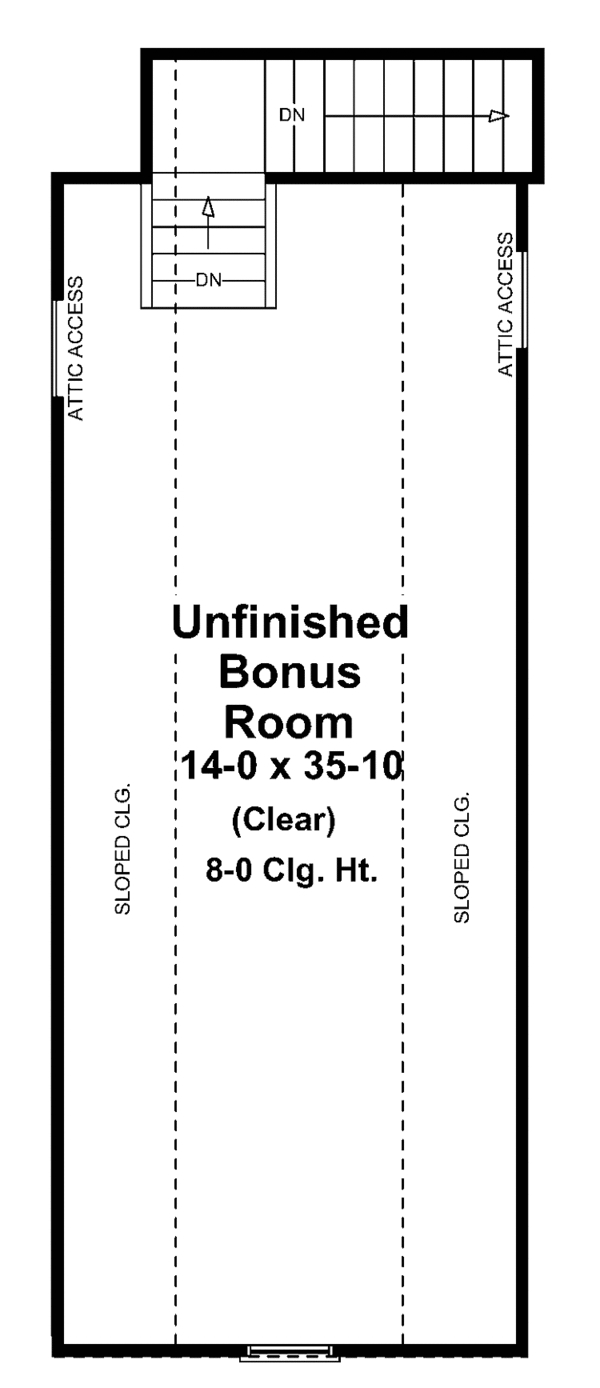 DN
DN
ATTIC ACCESS
ATTIC ACCESS
Unfinished
Bonus
Room
14-0 x 35-10
(Clear)
8-0 Clg. Ht.
SLOPED CLG.
SLOPED CLG.